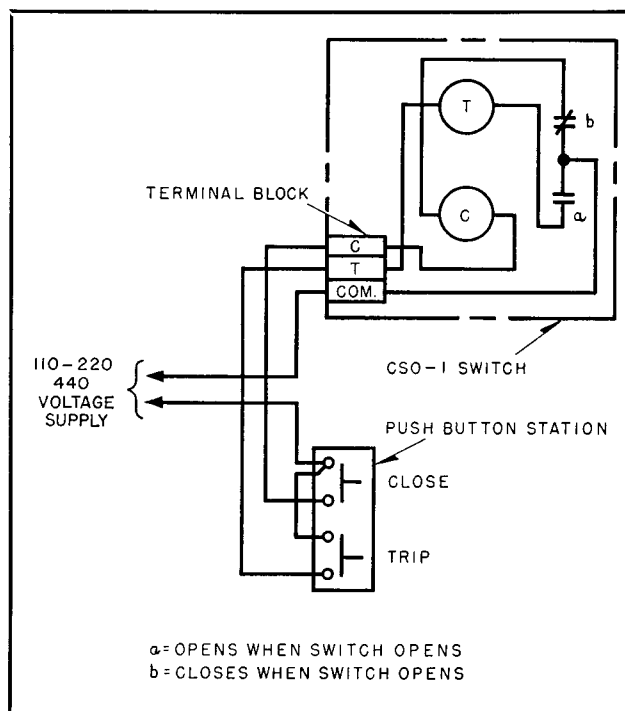 T
b
TERMINAL BLOCK
C
a
C
T
COM.
CSO-1 SWITCH
110-220
440
VOLTAGE
SUPPLY
PUSH BUTTON STATION
CLOSE
TRIP
a=OPENS WHEN SWITCH OPENS
b=CLOSES WHEN SWITCH OPENS